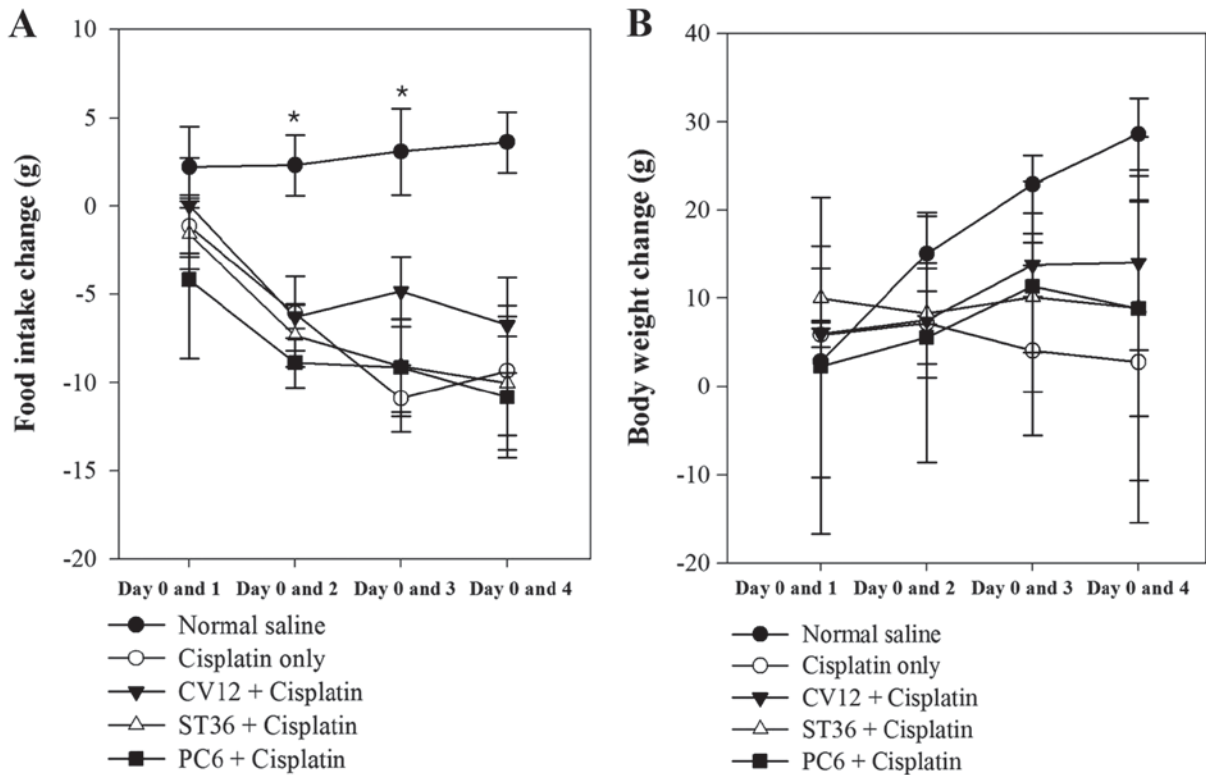 A
Food intake change (g)
10
5
0
-5
-10
-15
-20
*
*
Day 0 and 1 Day 0 and 2 Day 0 and 3 Day 0 and 4
Normal saline
Cisplatin only
CV12 + Cisplatin
ST36 + Cisplatin
PC6 + Cisplatin
B
Body weight change (g)
40
30
20
10
0
-10
-20
Day 0 and 1 Day 0 and 2 Day 0 and 3 Day 0 and 4
Normal saline
Cisplatin only
CV12 + Cisplatin
ST36 + Cisplatin
PC6 + Cisplatin